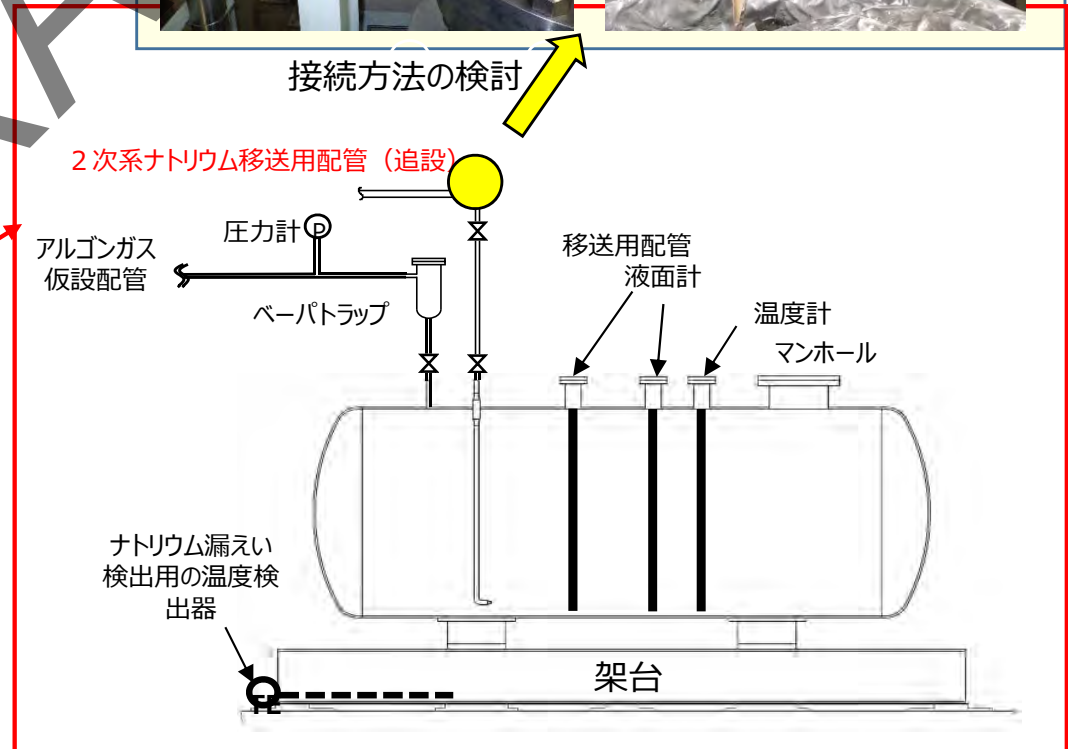 接続方法の検討
2次系ナトリウム移送用配管（追設）
圧力計
P
アルゴンガス
仮設配管
ベーパトラップ
移送用配管
液面計
温度計
マンホール
ナトリウム漏えい
検出用の温度検
出器
架台
TE